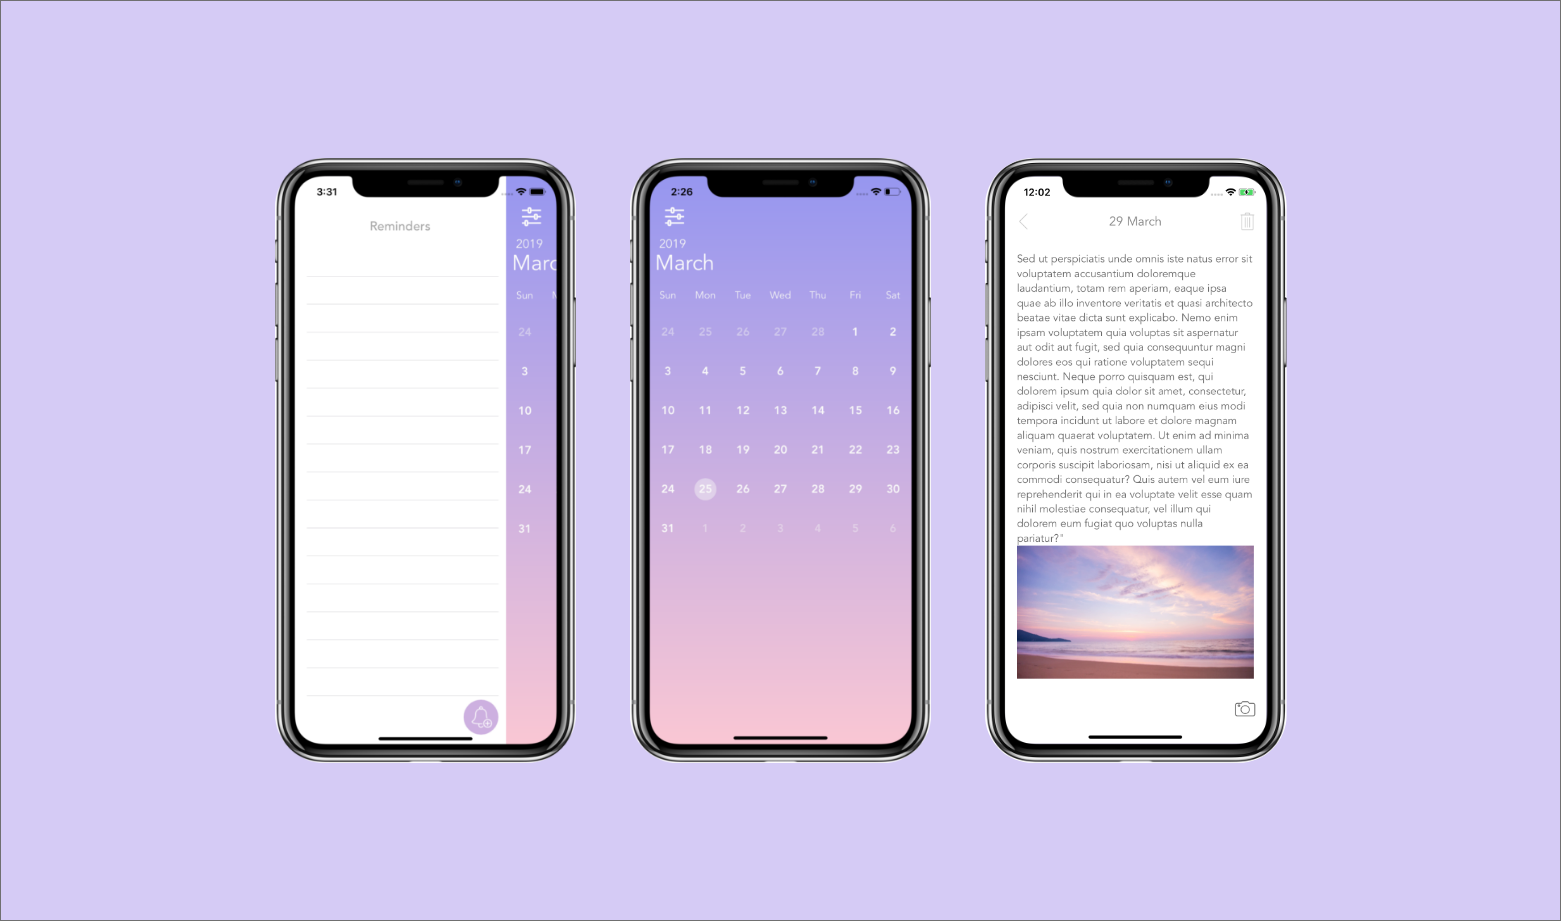 3:31
Reminders
2019
Marc
Sun
24
3
10
17
24
31
2:26
2019
March
Sun Mon Tue Wed Thu Fri Sat
24 25 26 27 28 1 2
3 4 5 6 7 8 9
10 11 12 13 14 15 16
17 18 19 20 21 22 23
24 25 26 27 28 29 30
31 1 2 3 4 5 6
12:02
29 March
Sed ut perspiciatis unde omnis iste natus error sit
voluptatem accusantium doloremque
laudantium, totam rem aperiam, eaque ipsa
quae ab illo inventore veritatis et quasi architecto
beatae vitae dicta sunt explicabo. Nemo enim
ipsam voluptatem quia voluptas sit aspernatur
aut odit aut fugit, sed quia consequuntur magni
dolores eos qui ratione voluptatem sequi
nesciunt. Neque porro quisquam est, qui
dolorem ipsum quia dolor sit amet, consectetur,
adipisci velit, sed quia non numquam eius modi
tempora incidunt ut labore et dolore magnam
aliquam quaerat voluptatem. Ut enim ad minima
veniam, quis nostrum exercitationem ullam
corporis suscipit laboriosam, nisi ut aliquid ex ea
commodi consequatur? Quis autem vel eum iure
reprehenderit qui in ea voluptate velit esse quam
nihil molestiae consequatur, vel illum qui
dolorem eum fugiat quo voluptas nulla
pariatur?"